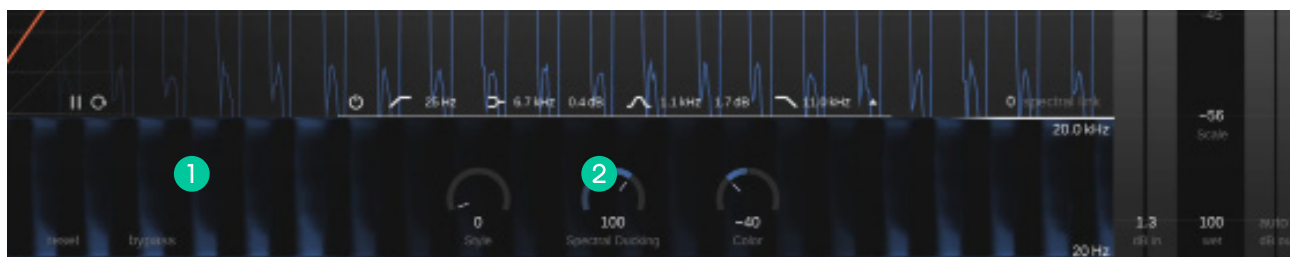 -45
25 Hz 6.7 kHz 0.4 dB 1.1 kHz 1.7 dB 11.0 kHz 0 spectral link
20.0 kHz
-56
Scale
1 2
0 100 -40 1.3 100 auto
reset bypass Style Spectral Ducking Color dB in wet dB
20 Hz